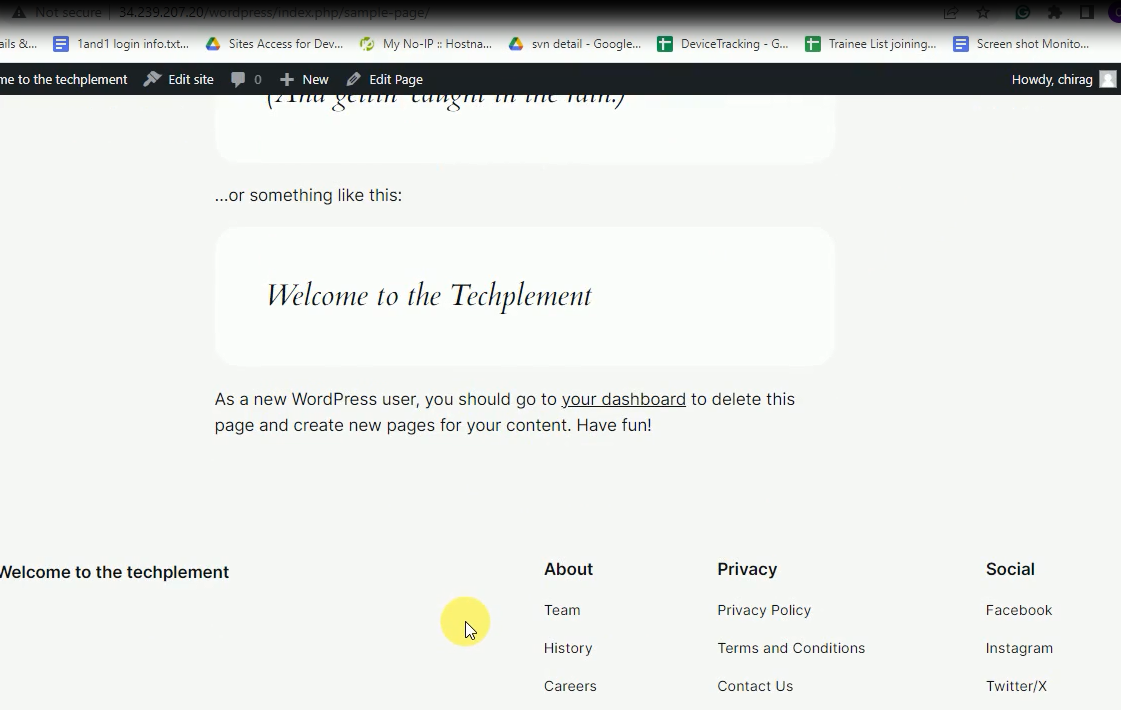 Not secure 34.239.207.20/wordpress/index.php/sample-page/
ails &... 1and1 login info.txt... Sites Access for Dev... My No-IP :: Hostna... svn detail - Google... DeviceTracking - G... Trainee List joining... Screen shot Monito...
me to the techplement Edit site 0 New Edit Page Howdy, chirag
(And gettin' caught in the rain.)
...or something like this:
Welcome to the Techplement
As a new WordPress user, you should go to your dashboard to delete this
page and create new pages for your content. Have fun!
Welcome to the techplement
About Privacy Social
Team Privacy Policy Facebook
History Terms and Conditions Instagram
Careers Contact Us Twitter/X